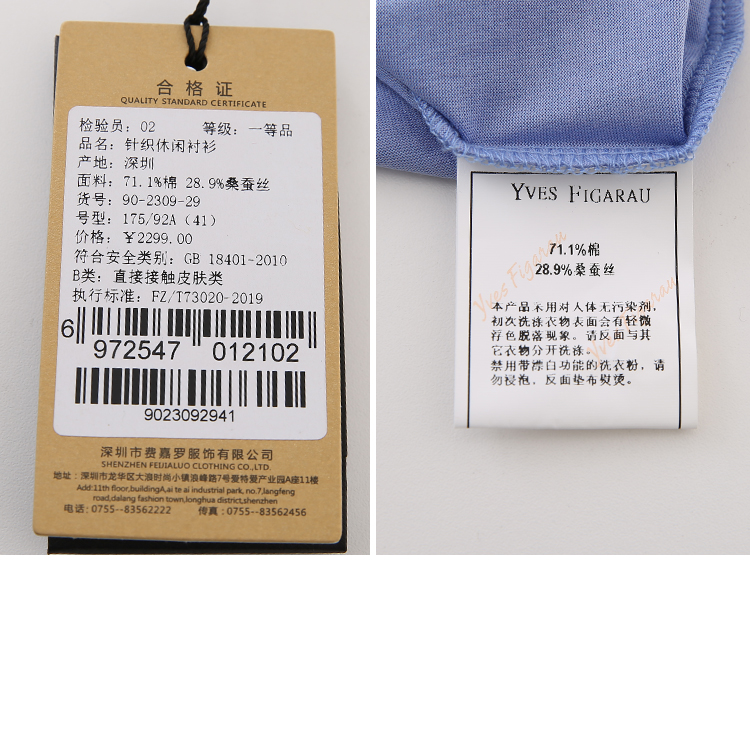 合格证
QUALITY STANDARD CERTIFICATE
检验员: 02 等级: 一等品
品名: 针织休闲衬衫
产地: 深圳
面料: 71.1%棉 28.9%桑蚕丝
货号: 90-2309-29
号型: 175/92A (41)
价格: ¥2299.00
符合安全类别: GB 18401-2010
B类: 直接接触皮肤类
执行标准: FZ/T73020-2019
6 972547 012102
9023092941
深圳市费嘉罗服饰有限公司
SHENZHEN FEIJIALUO CLOTHING CO.,LTD.
地址: 深圳市龙华区大浪时尚小镇浪峰路7号爱特爱产业园A座11楼
Add:11th floor,buildingA,ai te ai industrial park, no.7,langfeng
road,dalang fashion town,longhua district,shenzhen
电话: 0755--83562222 传真: 0755--83562456
YVES FIGARAU
71.1%棉
28.9%桑蚕丝
Yves Figarau
Yves Figarau
本产品采用对人体无污染剂,
初次洗涤衣物表面会有轻微
浮色脱落现象。请反面与其
它衣物分开洗涤。
禁用带漂白功能的洗衣粉, 请
勿浸泡, 反面垫布熨烫。